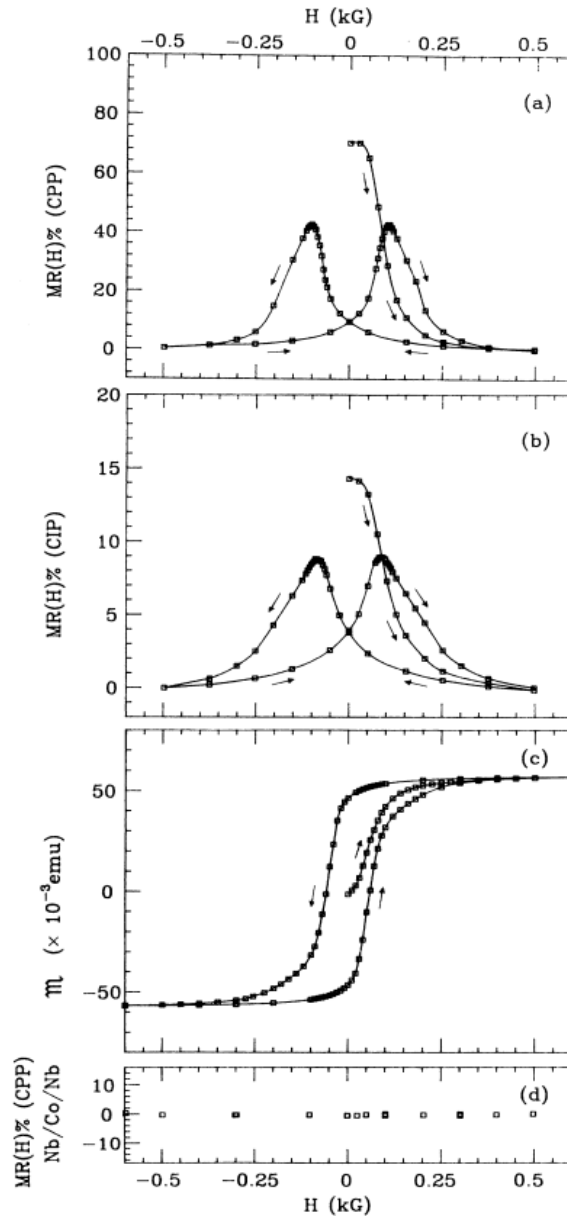 H (kG)
-0.5 -0.25 0 0.25 0.5
100
(a)
80
60
MR(H)% (CPP)
40
20
0
20
(b)
15
MR(H)% (CIP)
10
5
0
(c)
50
0
𝔐 (× 10⁻³emu)
-50
MR(H)% (CPP)
Nb/Co/Nb
10
(d)
0
-10
-0.5 -0.25 0 0.25 0.5
H (kG)